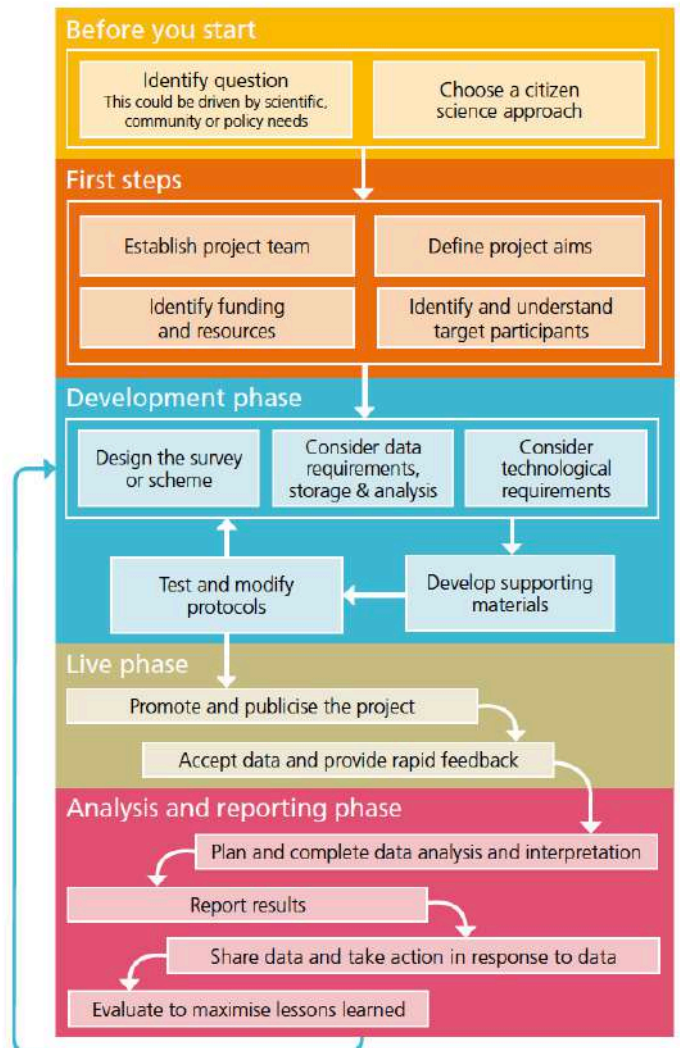 Before you start
Identify question
This could be driven by scientific,
community or policy needs
Choose a citizen
science approach
First steps
Establish project team
Define project aims
Identify funding
and resources
Identify and understand
target participants
Development phase
Design the survey
or scheme
Consider data
requirements,
storage & analysis
Consider
technological
requirements
Test and modify
protocols
Develop supporting
materials
Live phase
Promote and publicise the project
Accept data and provide rapid feedback
Analysis and reporting phase
Plan and complete data analysis and interpretation
Report results
Share data and take action in response to data
Evaluate to maximise lessons learned